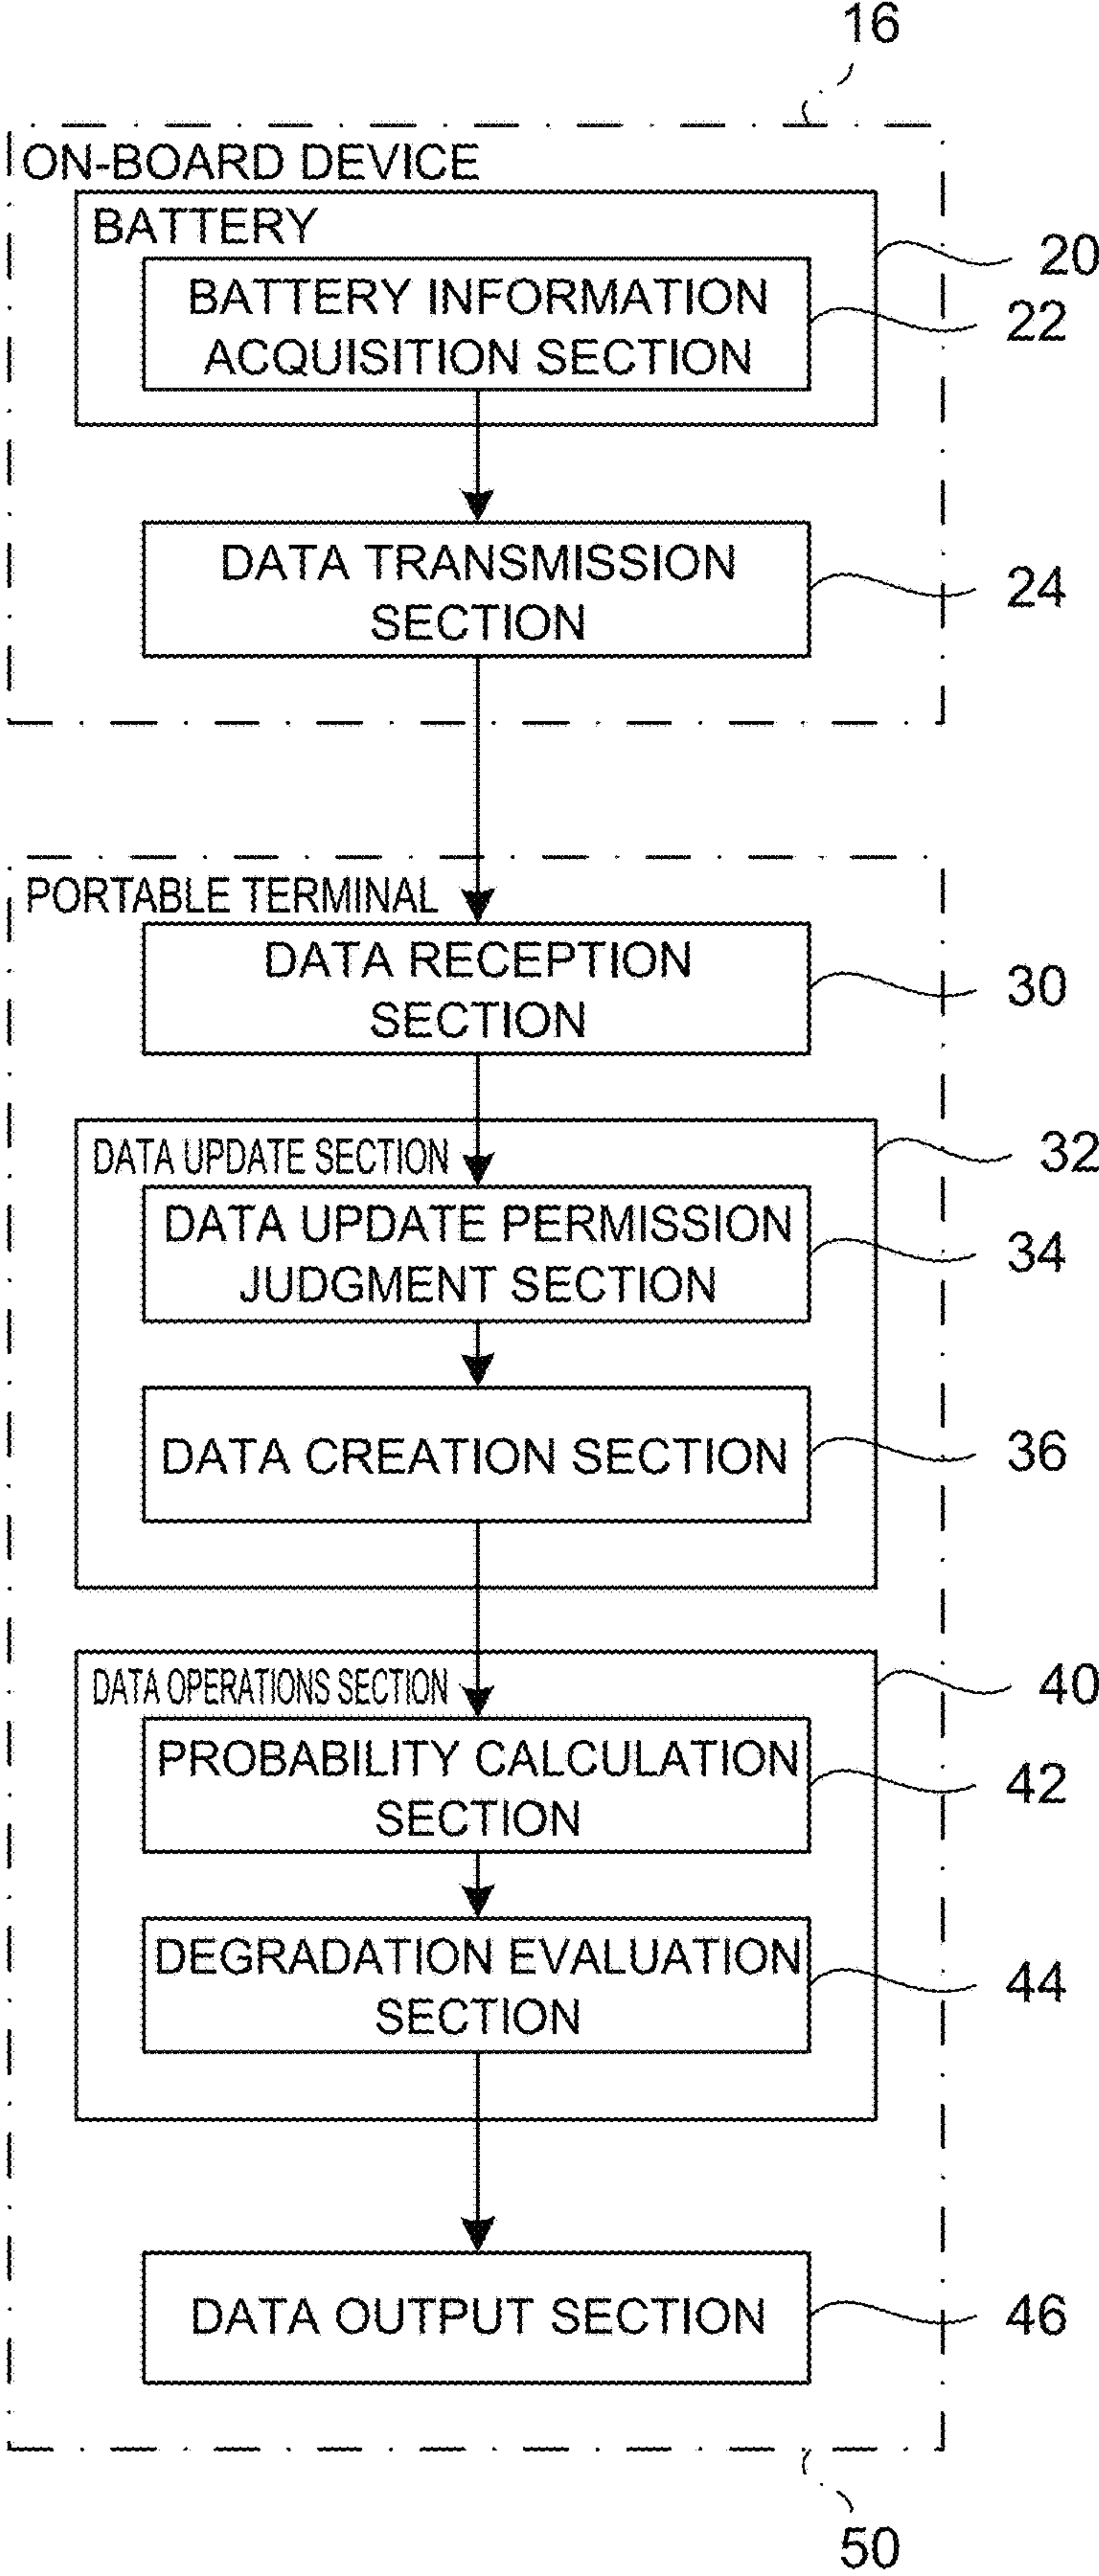 16
ON-BOARD DEVICE
BATTERY
20
BATTERY INFORMATION
ACQUISITION SECTION
22
DATA TRANSMISSION
SECTION
24
PORTABLE TERMINAL
DATA RECEPTION
SECTION
30
DATA UPDATE SECTION
32
DATA UPDATE PERMISSION
JUDGMENT SECTION
34
DATA CREATION SECTION
36
DATA OPERATIONS SECTION
40
PROBABILITY CALCULATION
SECTION
42
DEGRADATION EVALUATION
SECTION
44
DATA OUTPUT SECTION
46
50